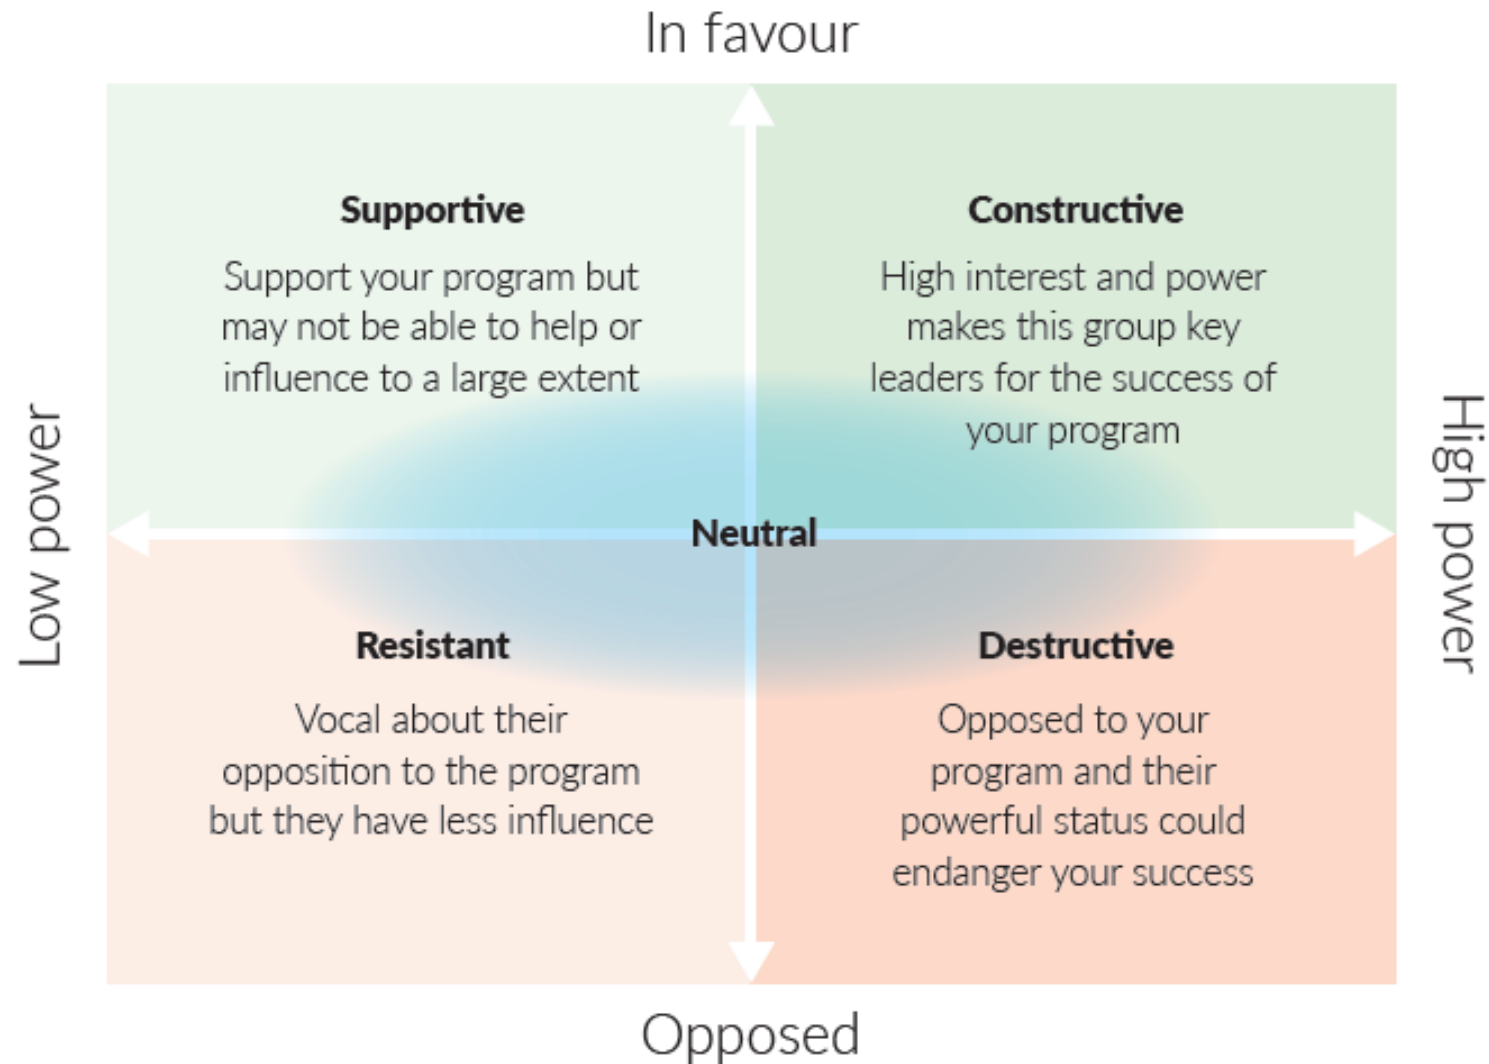 In favour
Supportive
Support your program but
may not be able to help or
influence to a large extent
Constructive
High interest and power
makes this group key
leaders for the success of
your program
Low power
Neutral
High power
Resistant
Vocal about their
opposition to the program
but they have less influence
Destructive
Opposed to your
program and their
powerful status could
endanger your success
Opposed